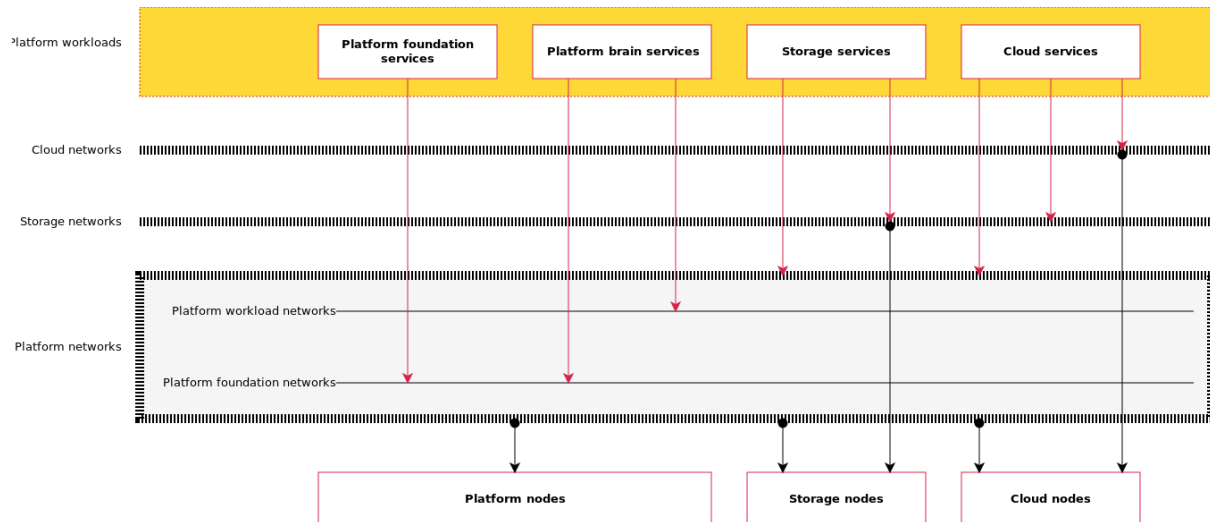 Platform workloads
Platform foundation
services
Platform brain services
Storage services
Cloud services
Cloud networks
Storage networks
Platform workload networks
Platform networks
Platform foundation networks
Platform nodes
Storage nodes
Cloud nodes